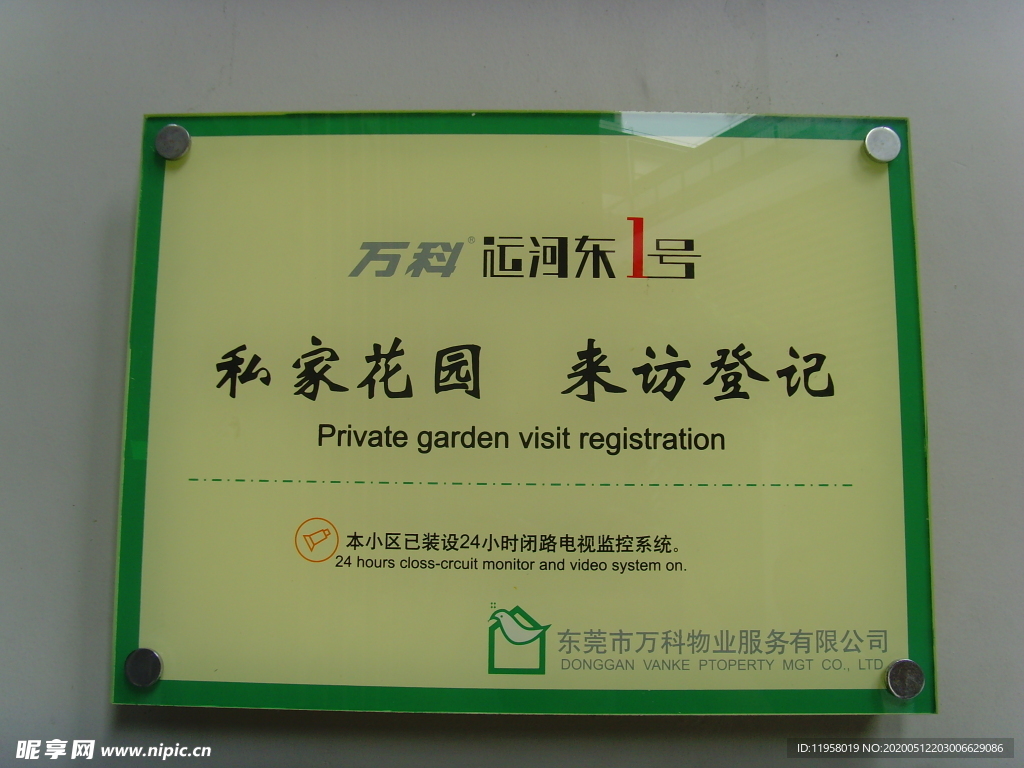 万科® 运河东1号
私家花园 来访登记
Private garden visit registration
本小区已装设24小时闭路电视监控系统。
24 hours closs-crcuit monitor and video system on.
东莞市万科物业服务有限公司
DONGGAN VANKE PTOPERTY MGT CO., LTD.
昵享网 www.nipic.cn
ID:11958019 NO:20200512203006629086